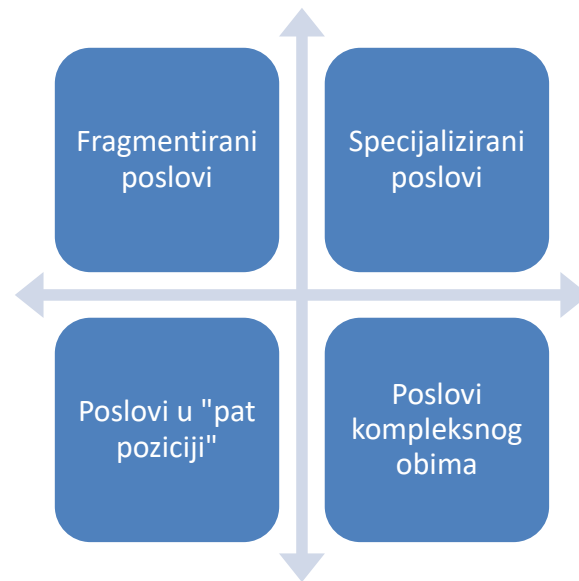 Fragmentirani
poslovi
Specijalizirani
poslovi
Poslovi u "pat
poziciji"
Poslovi
kompleksnog
obima